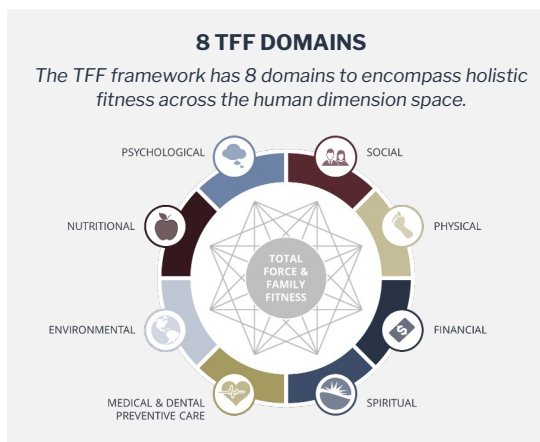 8 TFF DOMAINS
The TFF framework has 8 domains to encompass holistic
fitness across the human dimension space.
PSYCHOLOGICAL
SOCIAL
NUTRITIONAL
PHYSICAL
TOTAL
FORCE &
FAMILY
FITNESS
ENVIRONMENTAL
FINANCIAL
MEDICAL & DENTAL
PREVENTIVE CARE
SPIRITUAL
$